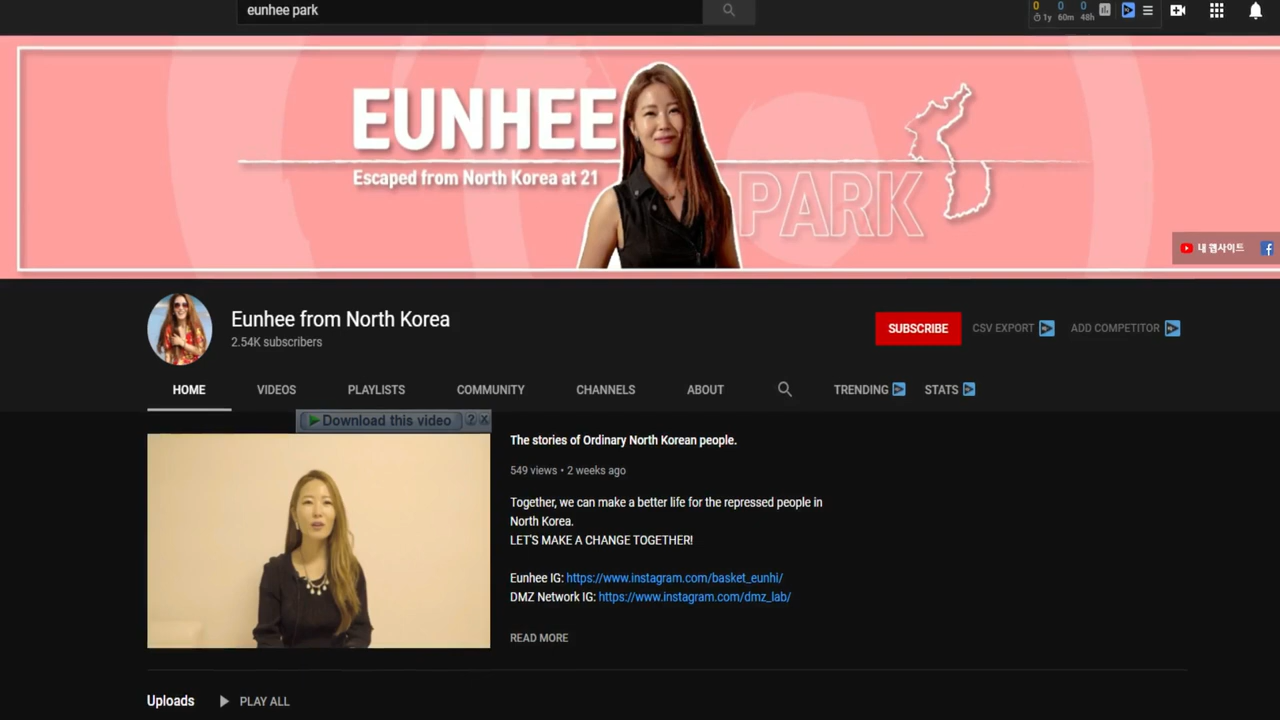 eunhee park
0 0 0
1y 60m 48h
EUNHEE
Escaped from North Korea at 21
PARK
내 웹사이트
Eunhee from North Korea
2.54K subscribers
SUBSCRIBE
CSV EXPORT
ADD COMPETITOR
HOME
VIDEOS
PLAYLISTS
COMMUNITY
CHANNELS
ABOUT
TRENDING
STATS
Download this video ? X
The stories of Ordinary North Korean people.
549 views • 2 weeks ago
Together, we can make a better life for the repressed people in
North Korea.
LET'S MAKE A CHANGE TOGETHER!
Eunhee IG: https://www.instagram.com/basket_eunhi/
DMZ Network IG: https://www.instagram.com/dmz_lab/
READ MORE
Uploads
PLAY ALL